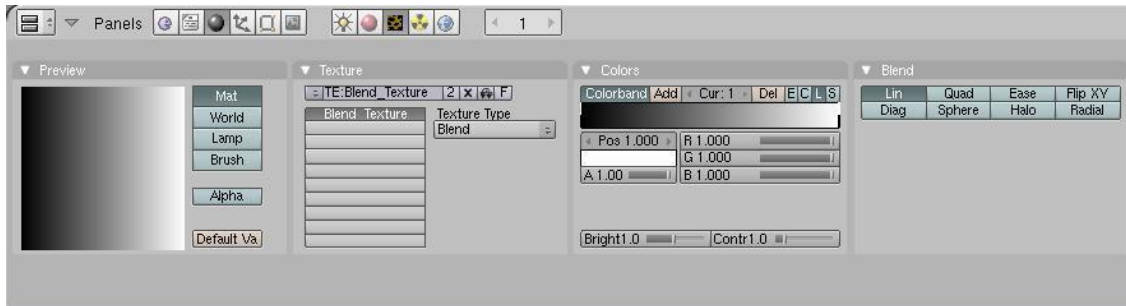 Panels 1
Preview
Mat
World
Lamp
Brush
Alpha
Default Va
Texture
TE:Blend_Texture 2 X F
Blend_Texture
Texture Type
Blend
Colors
Colorband Add Cur: 1 Del E C L S
Pos 1.000 R 1.000
G 1.000
A 1.00 B 1.000
Bright1.0 Contr1.0
Blend
Lin Quad Ease Flip XY
Diag Sphere Halo Radial